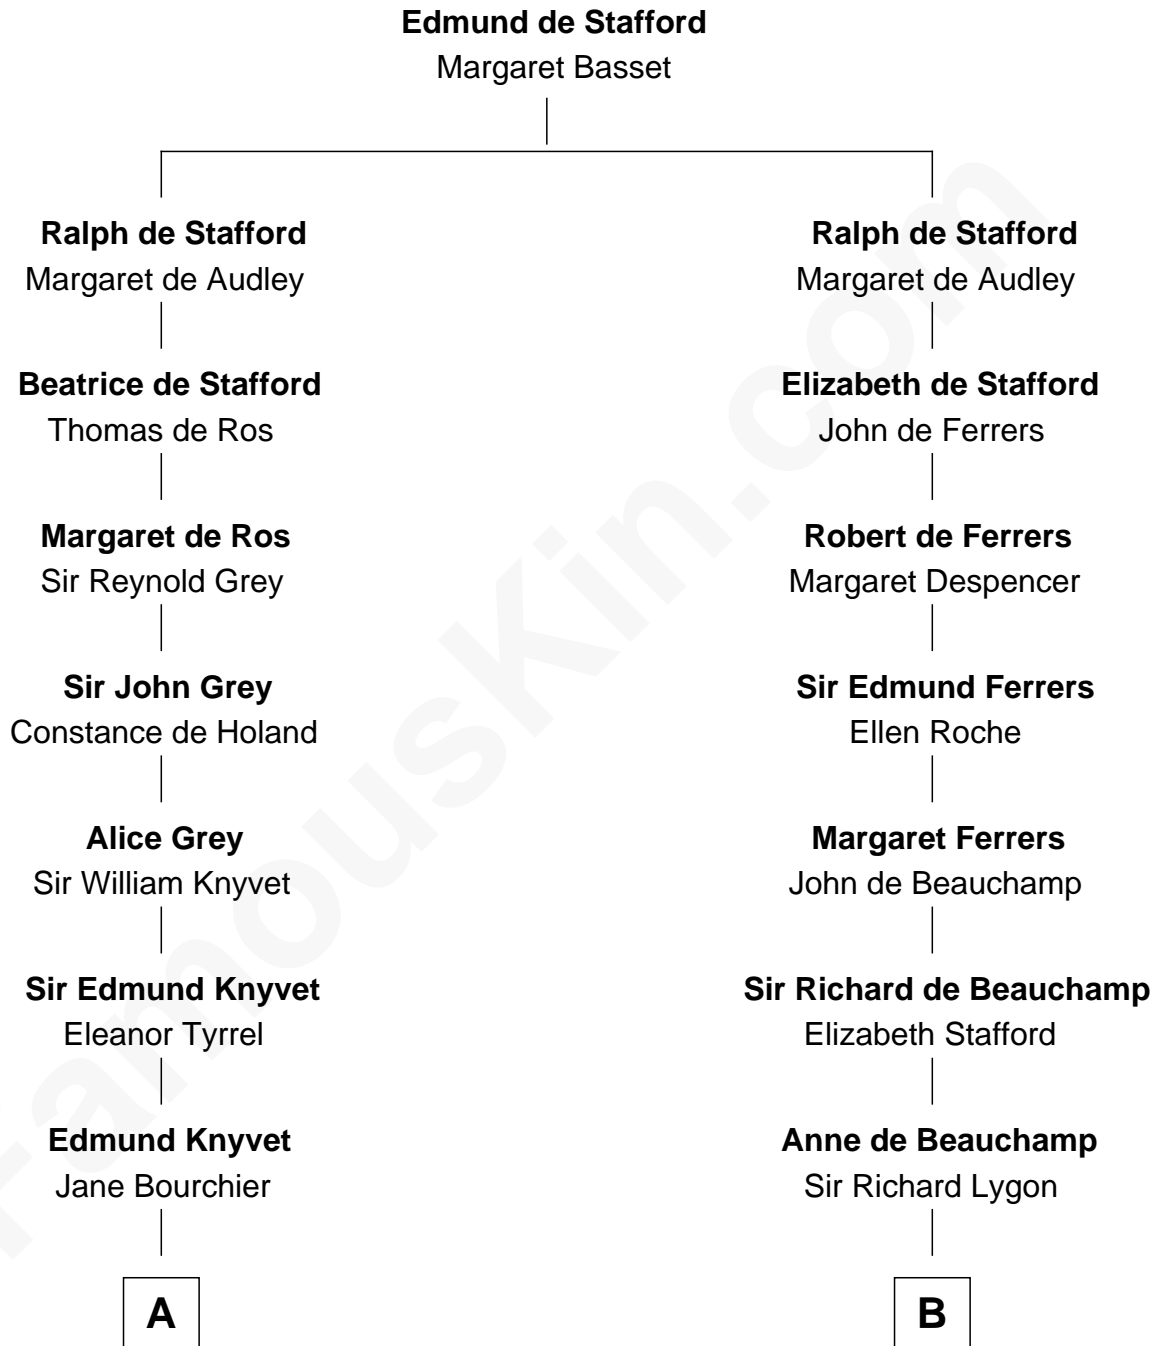 Edmund de Stafford
Margaret Basset
Ralph de Stafford
Margaret de Audley
Beatrice de Stafford
Thomas de Ros
Margaret de Ros
Sir Reynold Grey
Sir John Grey
Constance de Holand
Alice Grey
Sir William Knyvet
Sir Edmund Knyvet
Eleanor Tyrrel
Edmund Knyvet
Jane Bourchier
A
Ralph de Stafford
Margaret de Audley
Elizabeth de Stafford
John de Ferrers
Robert de Ferrers
Margaret Despencer
Sir Edmund Ferrers
Ellen Roche
Margaret Ferrers
John de Beauchamp
Sir Richard de Beauchamp
Elizabeth Stafford
Anne de Beauchamp
Sir Richard Lygon
B
FamousKin.com